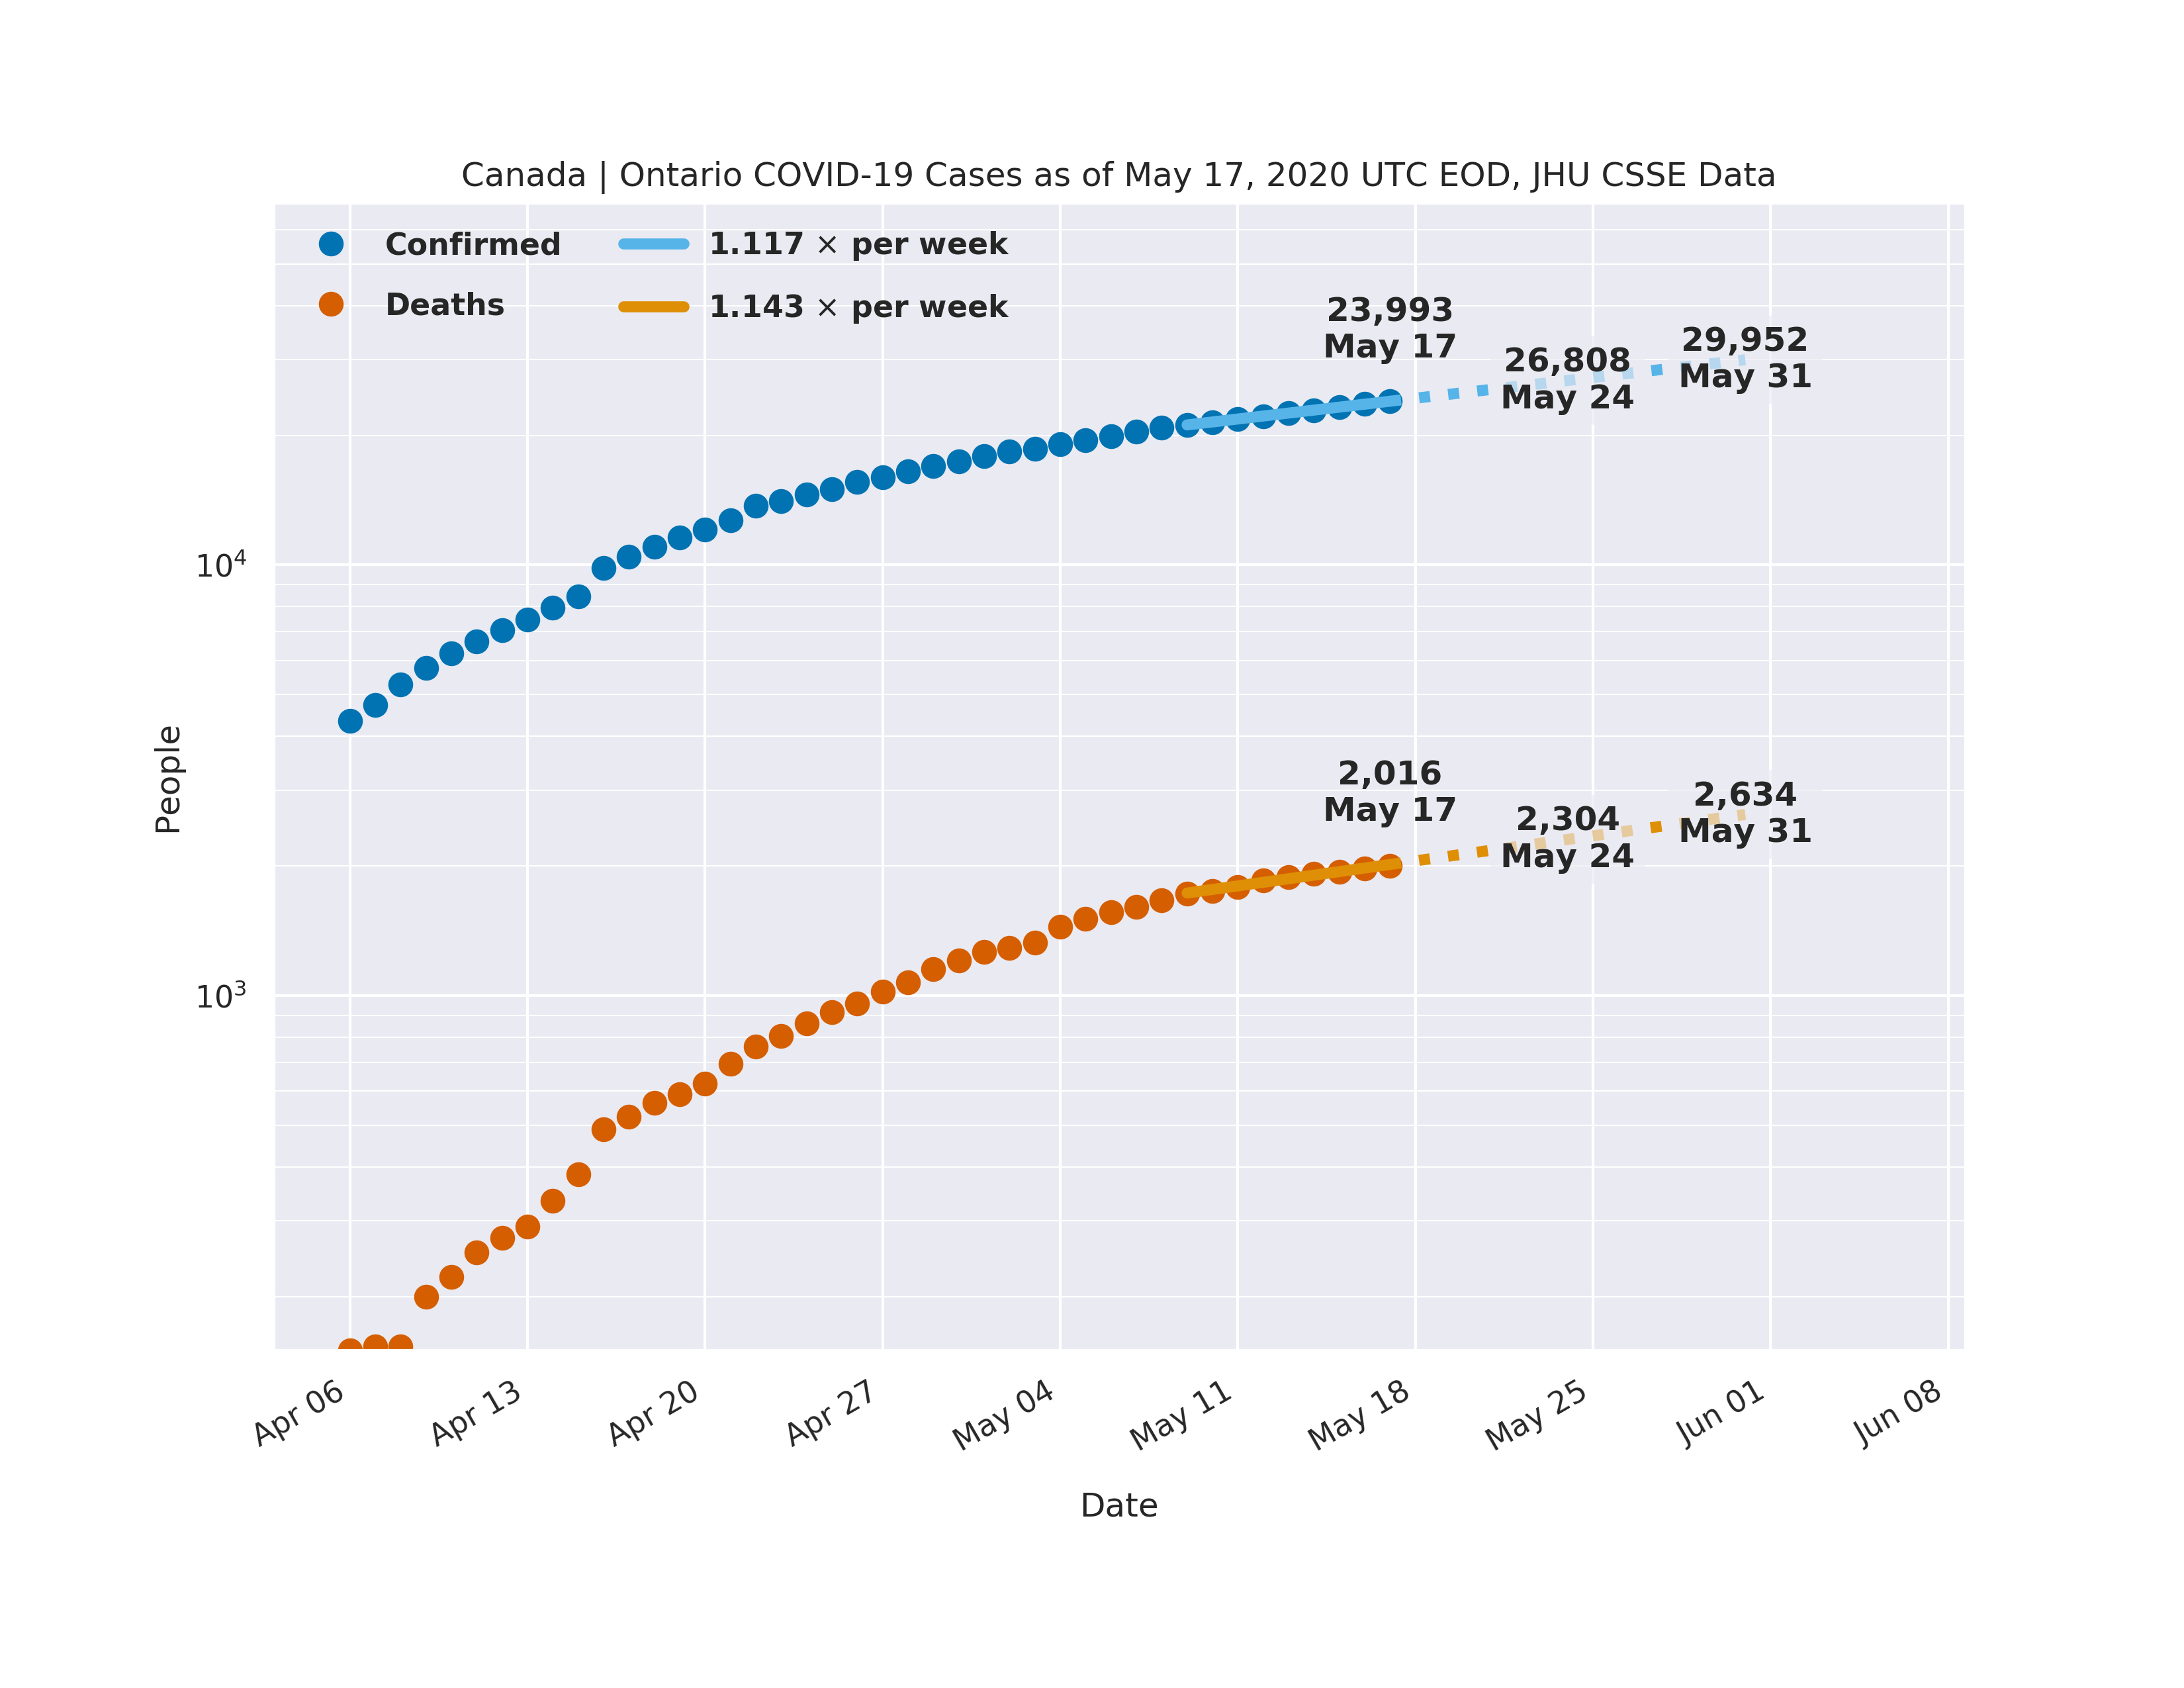 Canada | Ontario COVID-19 Cases as of May 17, 2020 UTC EOD, JHU CSSE Data
Confirmed
Deaths
1.117 × per week
1.143 × per week
23,993
May 17
26,808
May 24
29,952
May 31
2,016
May 17
2,304
May 24
2,634
May 31
People
10⁴
10³
Apr 06
Apr 13
Apr 20
Apr 27
May 04
May 11
May 18
May 25
Jun 01
Jun 08
Date